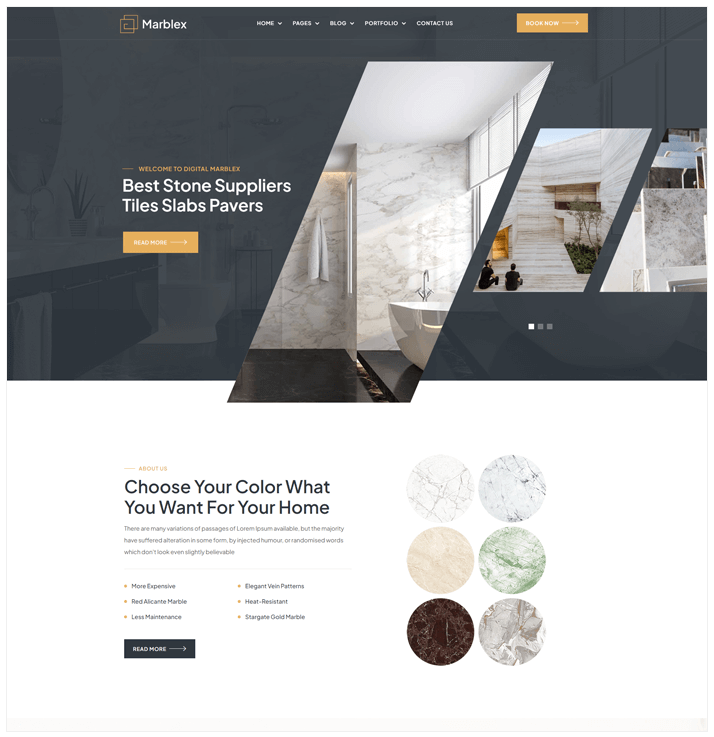 Marblex
HOME PAGES BLOG PORTFOLIO CONTACT US
BOOK NOW
WELCOME TO DIGITAL MARBLEX
Best Stone Suppliers
Tiles Slabs Pavers
READ MORE
ABOUT US
Choose Your Color What
You Want For Your Home
There are many variations of passages of Lorem Ipsum available, but the majority
have suffered alteration in some form, by injected humour, or randomised words
which don't look even slightly believable
More Expensive
Elegant Vein Patterns
Red Alicante Marble
Heat-Resistant
Less Maintenance
Stargate Gold Marble
READ MORE